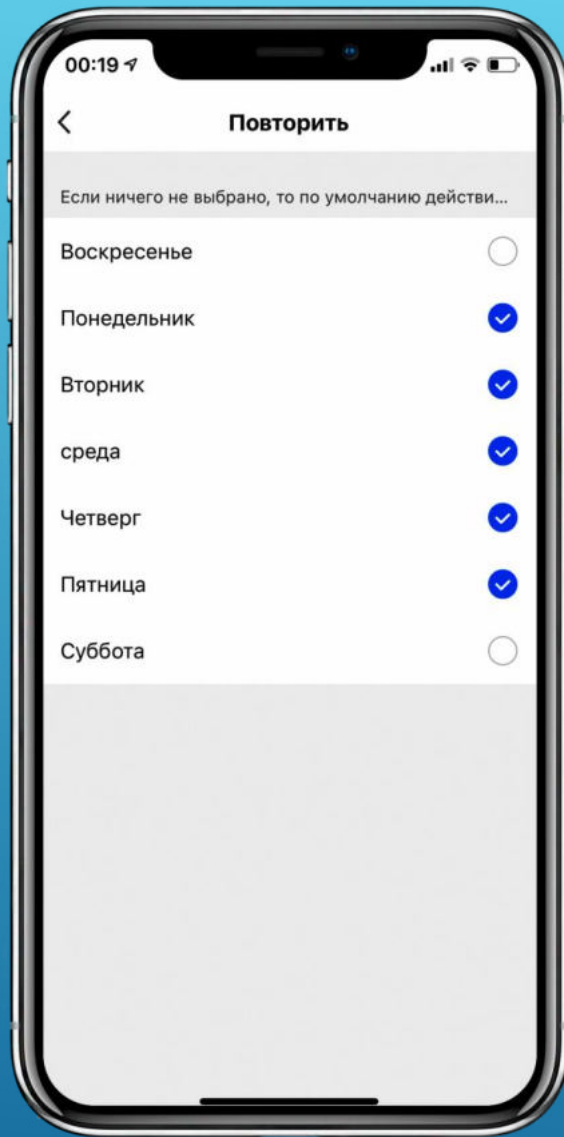 00:19
Повторить
Если ничего не выбрано, то по умолчанию действи...
Воскресенье
Понедельник
Вторник
среда
Четверг
Пятница
Суббота